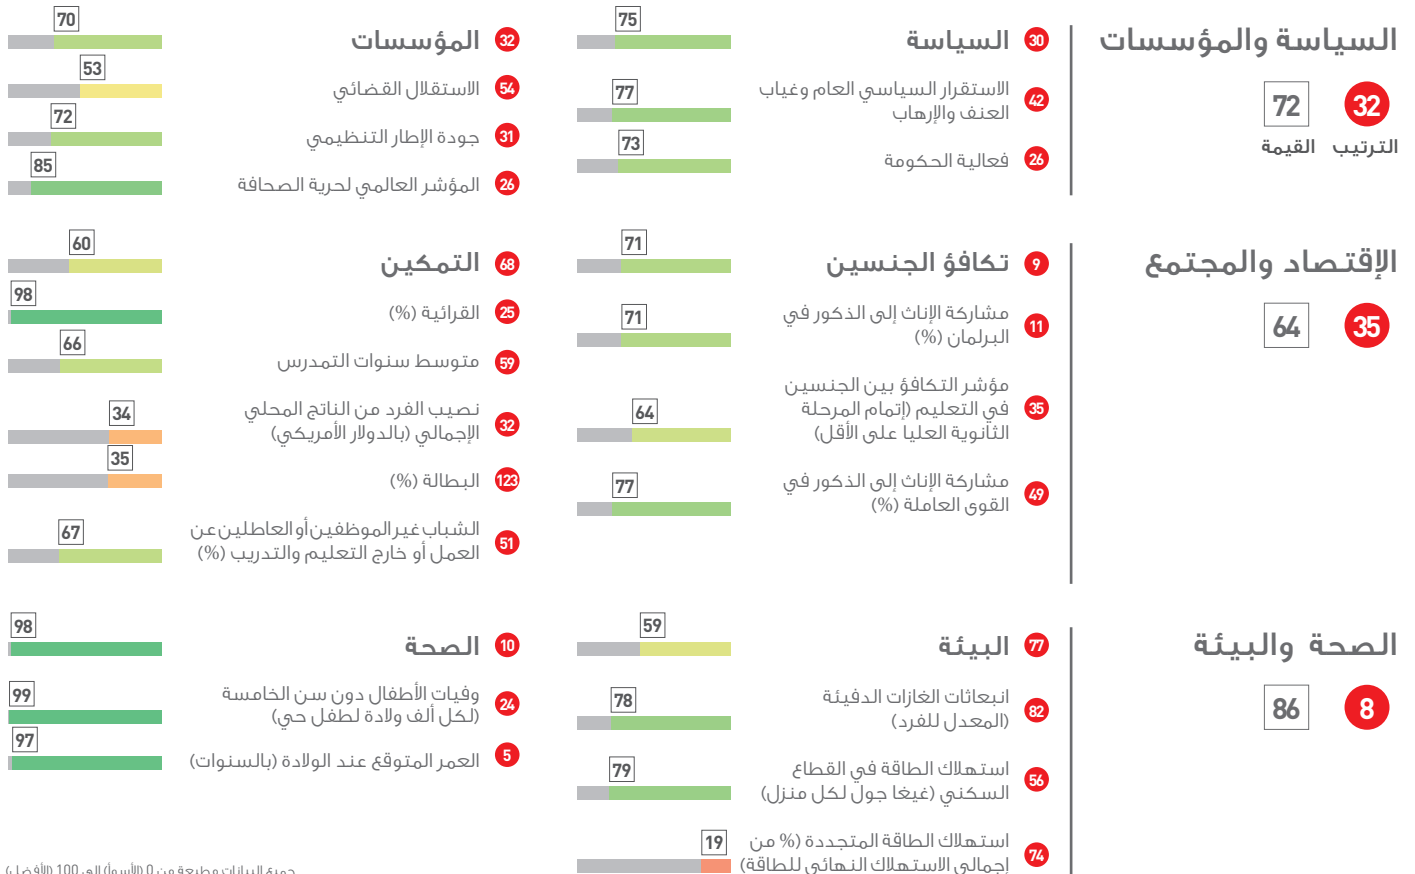 السياسة والمؤسسات
32
72
الترتيب
القيمة
30
السياسة
75
42
الاستقرار السياسي العام وغياب
العنف والإرهاب
77
26
فعالية الحكومة
73
32
المؤسسات
70
54
الاستقلال القضائي
53
31
جودة الإطار التنظيمي
72
26
المؤشر العالمي لحرية الصحافة
85
الإقتصاد والمجتمع
35
64
9
تكافؤ الجنسين
71
11
مشاركة الإناث إلى الذكور في
البرلمان (%)
71
35
مؤشر التكافؤ بين الجنسين
في التعليم (إتمام المرحلة
الثانوية العليا على الأقل)
64
49
مشاركة الإناث إلى الذكور في
القوى العاملة (%)
77
68
التمكين
60
25
القرائية (%)
98
59
متوسط سنوات التمدرس
66
32
نصيب الفرد من الناتج المحلي
الإجمالي (بالدولار الأمريكي)
34
123
البطالة (%)
35
51
الشباب غير الموظفين أو العاطلين عن
العمل أو خارج التعليم والتدريب (%)
67
الصحة والبيئة
8
86
77
البيئة
59
82
انبعاثات الغازات الدفيئة
(المعدل للفرد)
78
56
استهلاك الطاقة في القطاع
السكني (غيغا جول لكل منزل)
79
74
استهلاك الطاقة المتجددة (% من
إجمالي الاستهلاك النهائي للطاقة)
19
10
الصحة
98
24
وفيات الأطفال دون سن الخامسة
(لكل ألف ولادة لطفل حي)
99
5
العمر المتوقع عند الولادة (بالسنوات)
97
جميع البيانات مطبعة من 0 (الأسوأ) إلى 100 (الأفضل)